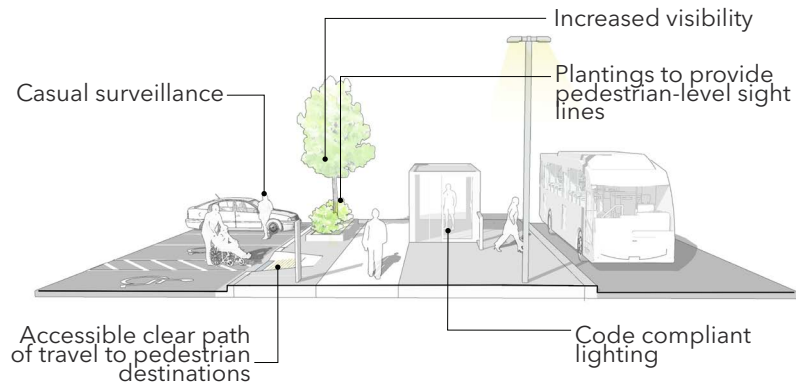 Increased visibility
Plantings to provide
pedestrian-level sight
lines
Casual surveillance
Accessible clear path
of travel to pedestrian
destinations
Code compliant
lighting